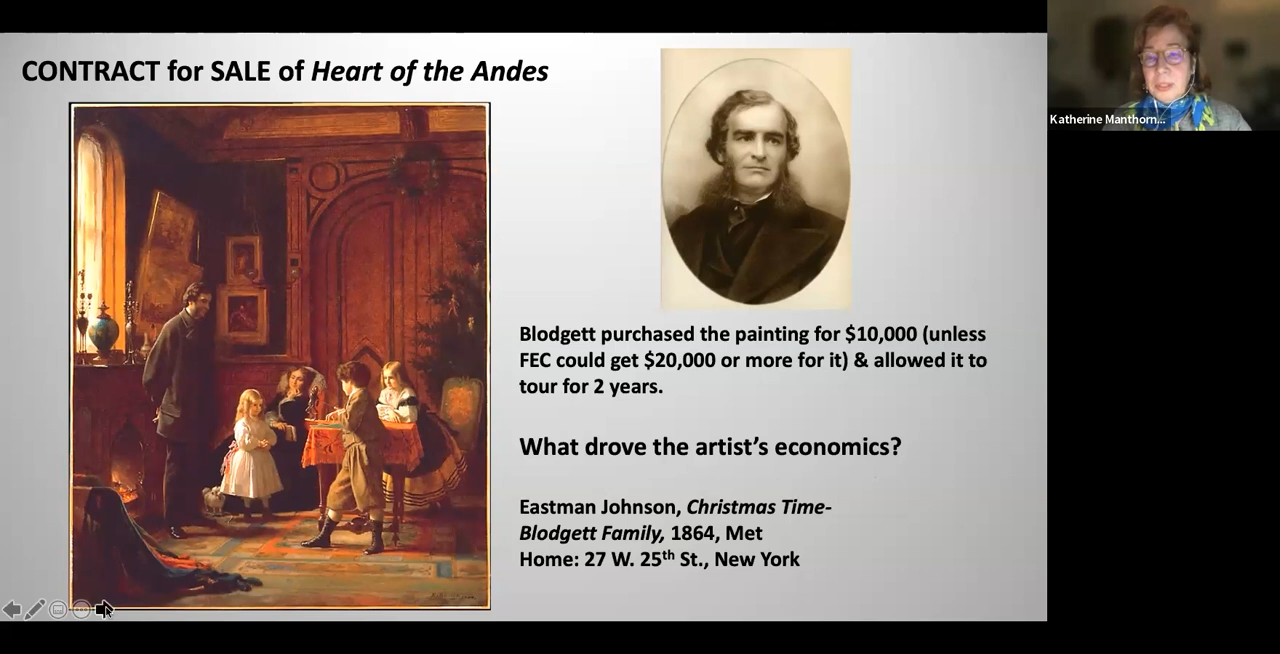 CONTRACT for SALE of Heart of the Andes
Katherine Manthorn...
Blodgett purchased the painting for $10,000 (unless
FEC could get $20,000 or more for it) & allowed it to
tour for 2 years.
What drove the artist’s economics?
Eastman Johnson, Christmas Time-
Blodgett Family, 1864, Met
Home: 27 W. 25th St., New York